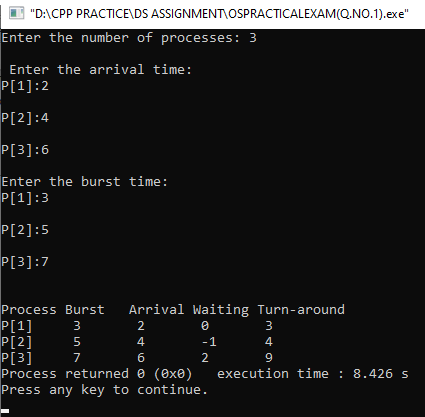 "D:\CPP PRACTICE\DS ASSIGNMENT\OSPRACTICALEXAM(Q.NO.1).exe"
Enter the number of processes: 3
Enter the arrival time:
P[1]:2
P[2]:4
P[3]:6
Enter the burst time:
P[1]:3
P[2]:5
P[3]:7
Process Burst Arrival Waiting Turn-around
P[1] 3 2 0 3
P[2] 5 4 -1 4
P[3] 7 6 2 9
Process returned 0 (0x0) execution time : 8.426 s
Press any key to continue.